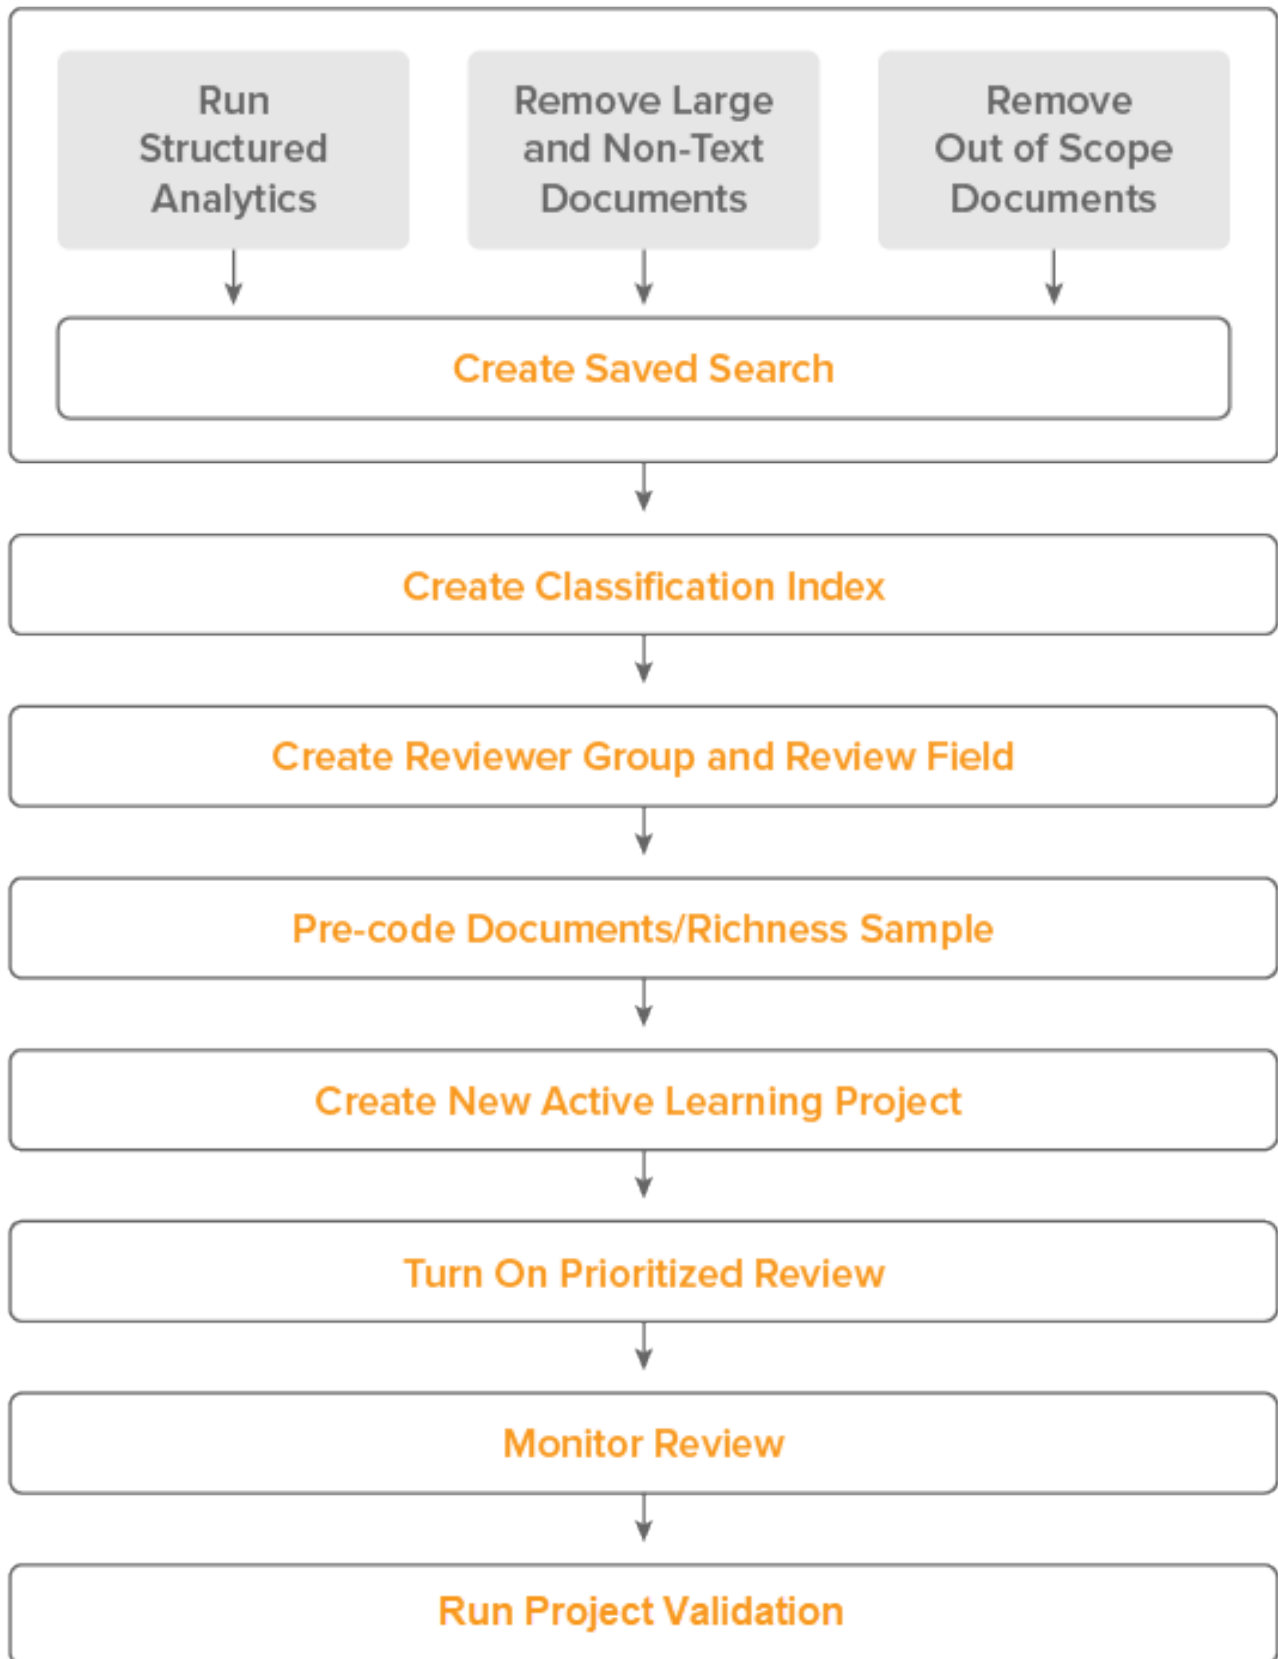 Run
Structured
Analytics
Remove Large
and Non-Text
Documents
Remove
Out of Scope
Documents
Create Saved Search
Create Classification Index
Create Reviewer Group and Review Field
Pre-code Documents/Richness Sample
Create New Active Learning Project
Turn On Prioritized Review
Monitor Review
Run Project Validation